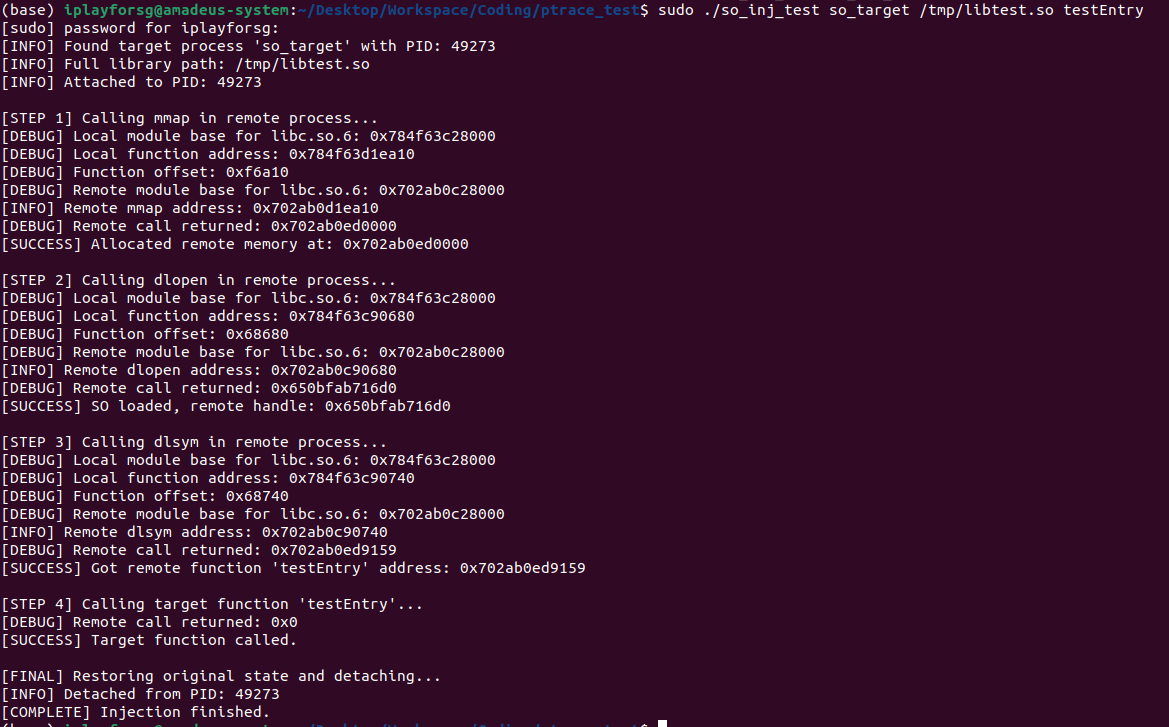 (base) iplayforsg@amadeus-system:~/Desktop/Workspace/Coding/ptrace_test$ sudo ./so_inj_test so_target /tmp/libtest.so testEntry
[sudo] password for iplayforsg:
[INFO] Found target process 'so_target' with PID: 49273
[INFO] Full library path: /tmp/libtest.so
[INFO] Attached to PID: 49273
[STEP 1] Calling mmap in remote process...
[DEBUG] Local module base for libc.so.6: 0x784f63c28000
[DEBUG] Local function address: 0x784f63d1ea10
[DEBUG] Function offset: 0xf6a10
[DEBUG] Remote module base for libc.so.6: 0x702ab0c28000
[INFO] Remote mmap address: 0x702ab0d1ea10
[DEBUG] Remote call returned: 0x702ab0ed0000
[SUCCESS] Allocated remote memory at: 0x702ab0ed0000
[STEP 2] Calling dlopen in remote process...
[DEBUG] Local module base for libc.so.6: 0x784f63c28000
[DEBUG] Local function address: 0x784f63c90680
[DEBUG] Function offset: 0x68680
[DEBUG] Remote module base for libc.so.6: 0x702ab0c28000
[INFO] Remote dlopen address: 0x702ab0c90680
[DEBUG] Remote call returned: 0x650bfab716d0
[SUCCESS] SO loaded, remote handle: 0x650bfab716d0
[STEP 3] Calling dlsym in remote process...
[DEBUG] Local module base for libc.so.6: 0x784f63c28000
[DEBUG] Local function address: 0x784f63c90740
[DEBUG] Function offset: 0x68740
[DEBUG] Remote module base for libc.so.6: 0x702ab0c28000
[INFO] Remote dlsym address: 0x702ab0c90740
[DEBUG] Remote call returned: 0x702ab0ed9159
[SUCCESS] Got remote function 'testEntry' address: 0x702ab0ed9159
[STEP 4] Calling target function 'testEntry'...
[DEBUG] Remote call returned: 0x0
[SUCCESS] Target function called.
[FINAL] Restoring original state and detaching...
[INFO] Detached from PID: 49273
[COMPLETE] Injection finished.